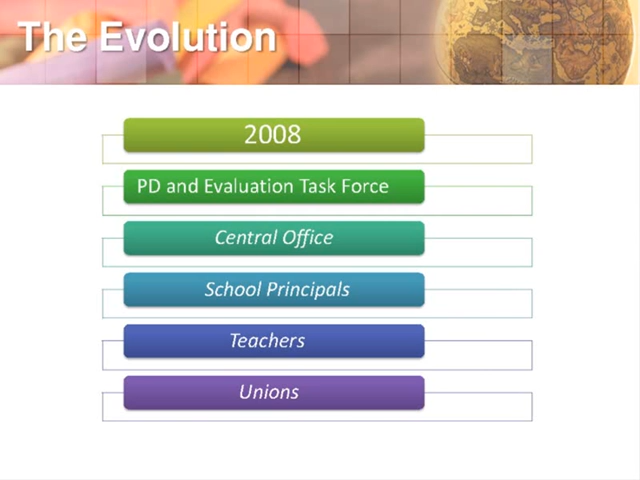 The Evolution
2008
PD and Evaluation Task Force
Central Office
School Principals
Teachers
Unions